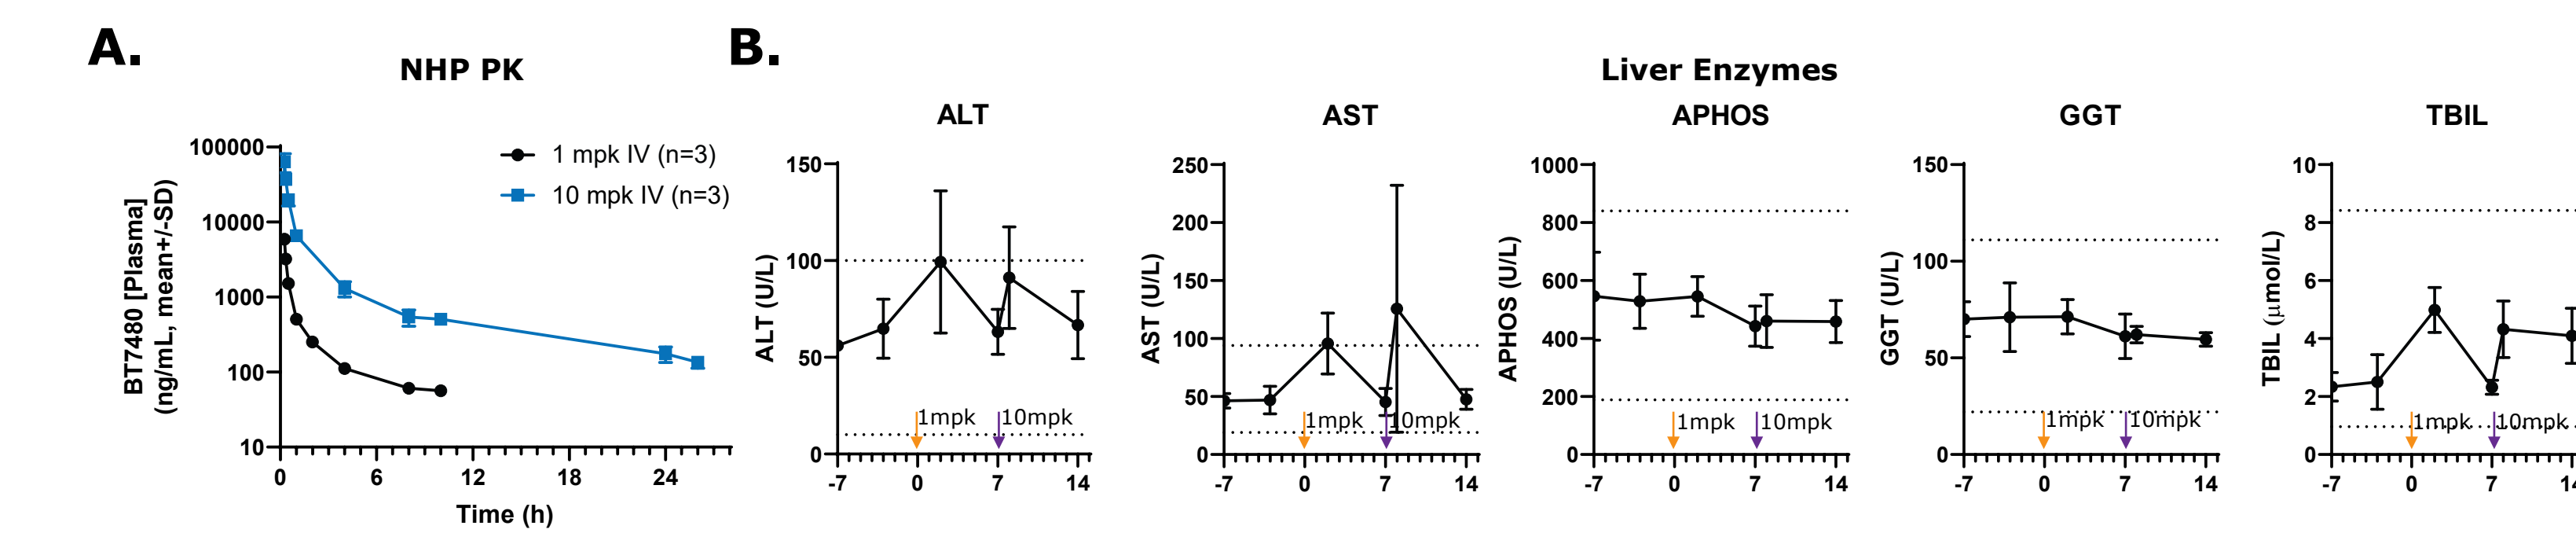 A.
NHP PK
BT7480 [Plasma]
(ng/mL, mean+/-SD)
100000
10000
1000
100
10
0 6 12 18 24
Time (h)
1 mpk IV (n=3)
10 mpk IV (n=3)
B.
Liver Enzymes
ALT
ALT (U/L)
150
100
50
0
1mpk 10mpk
-7 0 7 14
AST
AST (U/L)
250
200
150
100
50
0
1mpk 10mpk
-7 0 7 14
APHOS
APHOS (U/L)
1000
800
600
400
200
0
1mpk 10mpk
-7 0 7 14
GGT
GGT (U/L)
150
100
50
0
1mpk 10mpk
-7 0 7 14
TBIL
TBIL (μmol/L)
10
8
6
4
2
0
1mpk 10mpk
-7 0 7